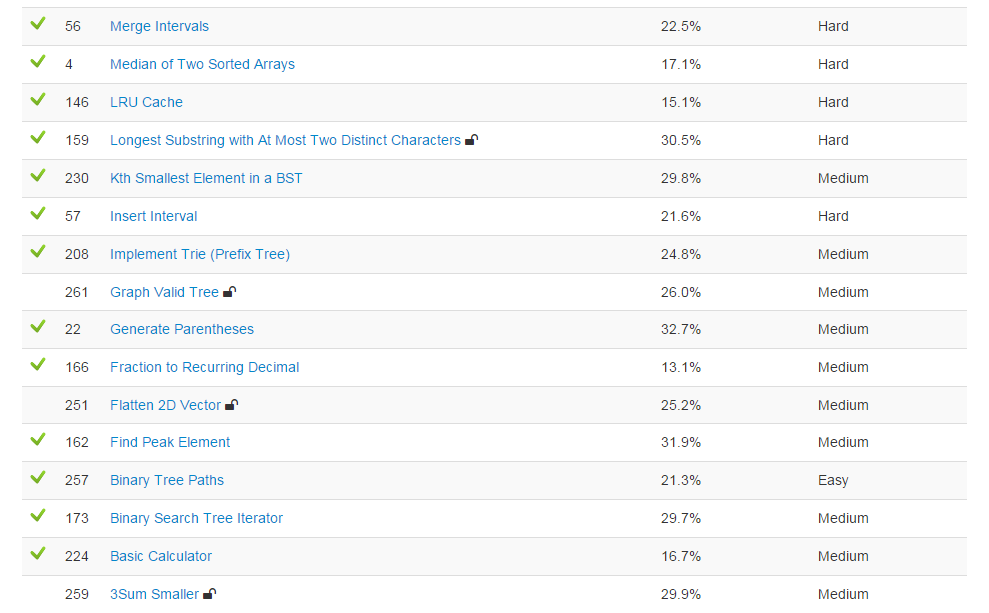 56 Merge Intervals 22.5% Hard
4 Median of Two Sorted Arrays 17.1% Hard
146 LRU Cache 15.1% Hard
159 Longest Substring with At Most Two Distinct Characters 30.5% Hard
230 Kth Smallest Element in a BST 29.8% Medium
57 Insert Interval 21.6% Hard
208 Implement Trie (Prefix Tree) 24.8% Medium
261 Graph Valid Tree 26.0% Medium
22 Generate Parentheses 32.7% Medium
166 Fraction to Recurring Decimal 13.1% Medium
251 Flatten 2D Vector 25.2% Medium
162 Find Peak Element 31.9% Medium
257 Binary Tree Paths 21.3% Easy
173 Binary Search Tree Iterator 29.7% Medium
224 Basic Calculator 16.7% Medium
259 3Sum Smaller 29.9% Medium